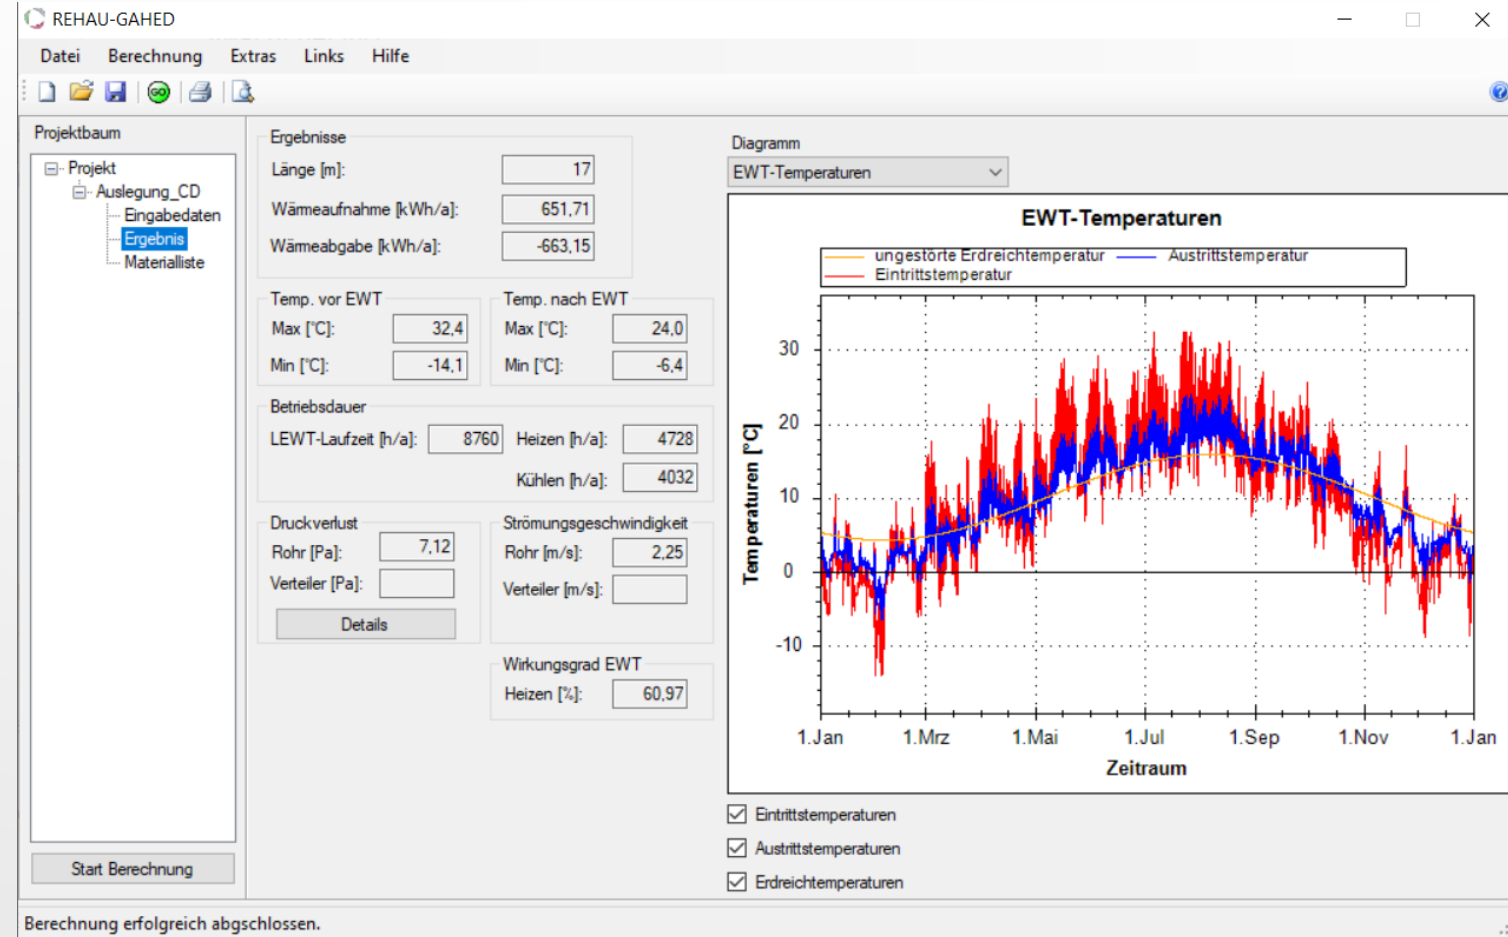 REHAU-GAHED
Datei Berechnung Extras Links Hilfe
GO
Projektbaum
Projekt
Auslegung_CD
Eingabedaten
Ergebnis
Materialliste
Start Berechnung
Ergebnisse
Länge [m]: 17
Wärmeaufnahme [kWh/a]: 651,71
Wärmeabgabe [kWh/a]: -663,15
Temp. vor EWT
Max [°C]: 32,4
Min [°C]: -14,1
Temp. nach EWT
Max [°C]: 24,0
Min [°C]: -6,4
Betriebsdauer
LEWT-Laufzeit [h/a]: 8760 Heizen [h/a]: 4728
Kühlen [h/a]: 4032
Druckverlust
Rohr [Pa]: 7,12
Verteiler [Pa]:
Details
Strömungsgeschwindigkeit
Rohr [m/s]: 2,25
Verteiler [m/s]:
Wirkungsgrad EWT
Heizen [%]: 60,97
Diagramm
EWT-Temperaturen
EWT-Temperaturen
ungestörte Erdreichtemperatur Austrittstemperatur
Eintrittstemperatur
Temperaturen [°C]
30
20
10
0
-10
1.Jan 1.Mrz 1.Mai 1.Jul 1.Sep 1.Nov 1.Jan
Zeitraum
Eintrittstemperaturen
Austrittstemperaturen
Erdreichtemperaturen
Berechnung erfolgreich abgschlossen.